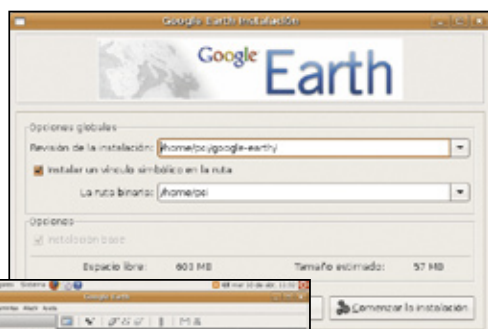 Google Earth Instalación
Google Earth
Opciones globales
Revisión de la instalación: /home/pci/google-earth/
Instalar un vínculo simbólico en la ruta
La ruta binaria: /home/pci
Opciones
Instalación base
Espacio libre: 603 MB Tamaño estimado: 57 MB
Sistema
Google Earth
Comenzar la instalación